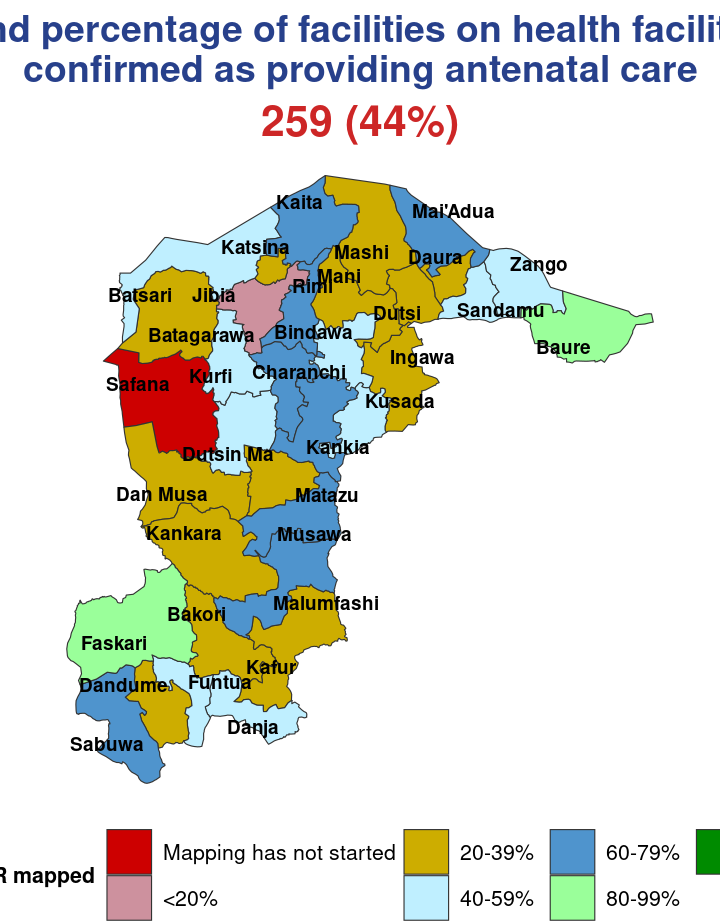 nd percentage of facilities on health facilit
confirmed as providing antenatal care
259 (44%)
Kaita
Mai'Adua
Katsina
Mashi
Daura
Zango
Mani
Rimi
Batsari
Jibia
Sandamu
Dutsi
Batagarawa
Bindawa
Baure
Ingawa
Charanchi
Kurfi
Safana
Kusada
Kankia
Dutsin Ma
Dan Musa
Matazu
Kankara
Musawa
Malumfashi
Bakori
Faskari
Kafur
Dandume
Funtua
Danja
Sabuwa
R mapped
Mapping has not started
20-39%
60-79%
<20%
40-59%
80-99%